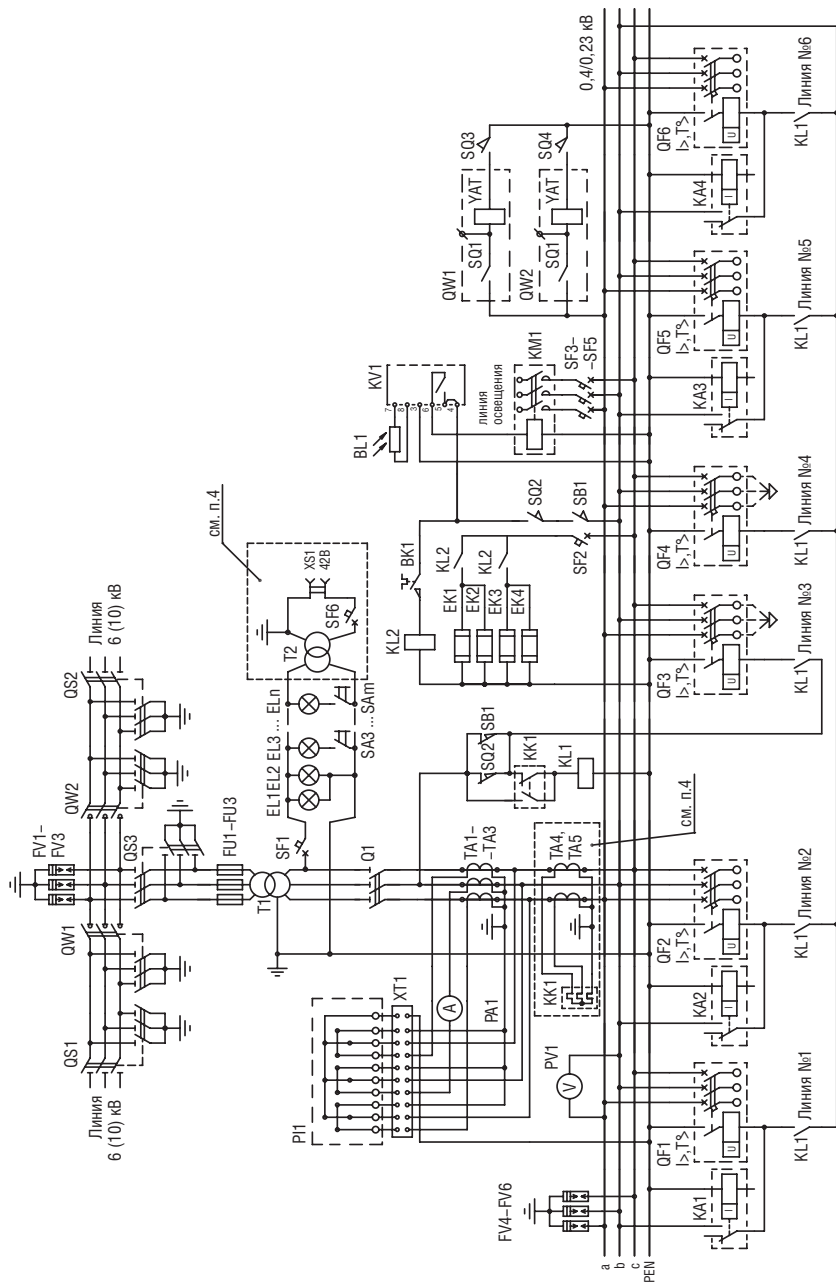 Линия
6 (10) кВ
QS1
QW1
FV1–
FV3
QW2
QS2
Линия
6 (10) кВ
QS3
FU1–FU3
T1
SF1
EL1
EL2
EL3 ... ELn
SA3 ... SAm
T2
SF6
XS1
42В
см. п.4
Q1
PI1
XT1
A
PA1
TA1–
–TA3
TA4,
TA5
KK1
см. п.4
SQ2
SB1
KK1
KL1
PV1
V
FV4–FV6
BK1
KL2
KL2
KL2
EK1
EK2
EK3
EK4
SQ2
SB1
SF2
BL1
KV1
7
8
3
6
5
4
линия
освещения
KM1
SF3–
–SF5
QW1
SQ1
YAT
SQ3
QW2
SQ1
YAT
SQ4
0,4/0,23 кВ
a
b
c
PEN
KA1
I
QF1
I>,T°>
U
KL1
Линия №1
KA2
I
QF2
I>,T°>
U
KL1
Линия №2
QF3
I>,T°>
U
KL1
Линия №3
QF4
I>,T°>
U
KL1
Линия №4
KA3
I
QF5
I>,T°>
U
KL1
Линия №5
KA4
I
QF6
I>,T°>
U
KL1
Линия №6